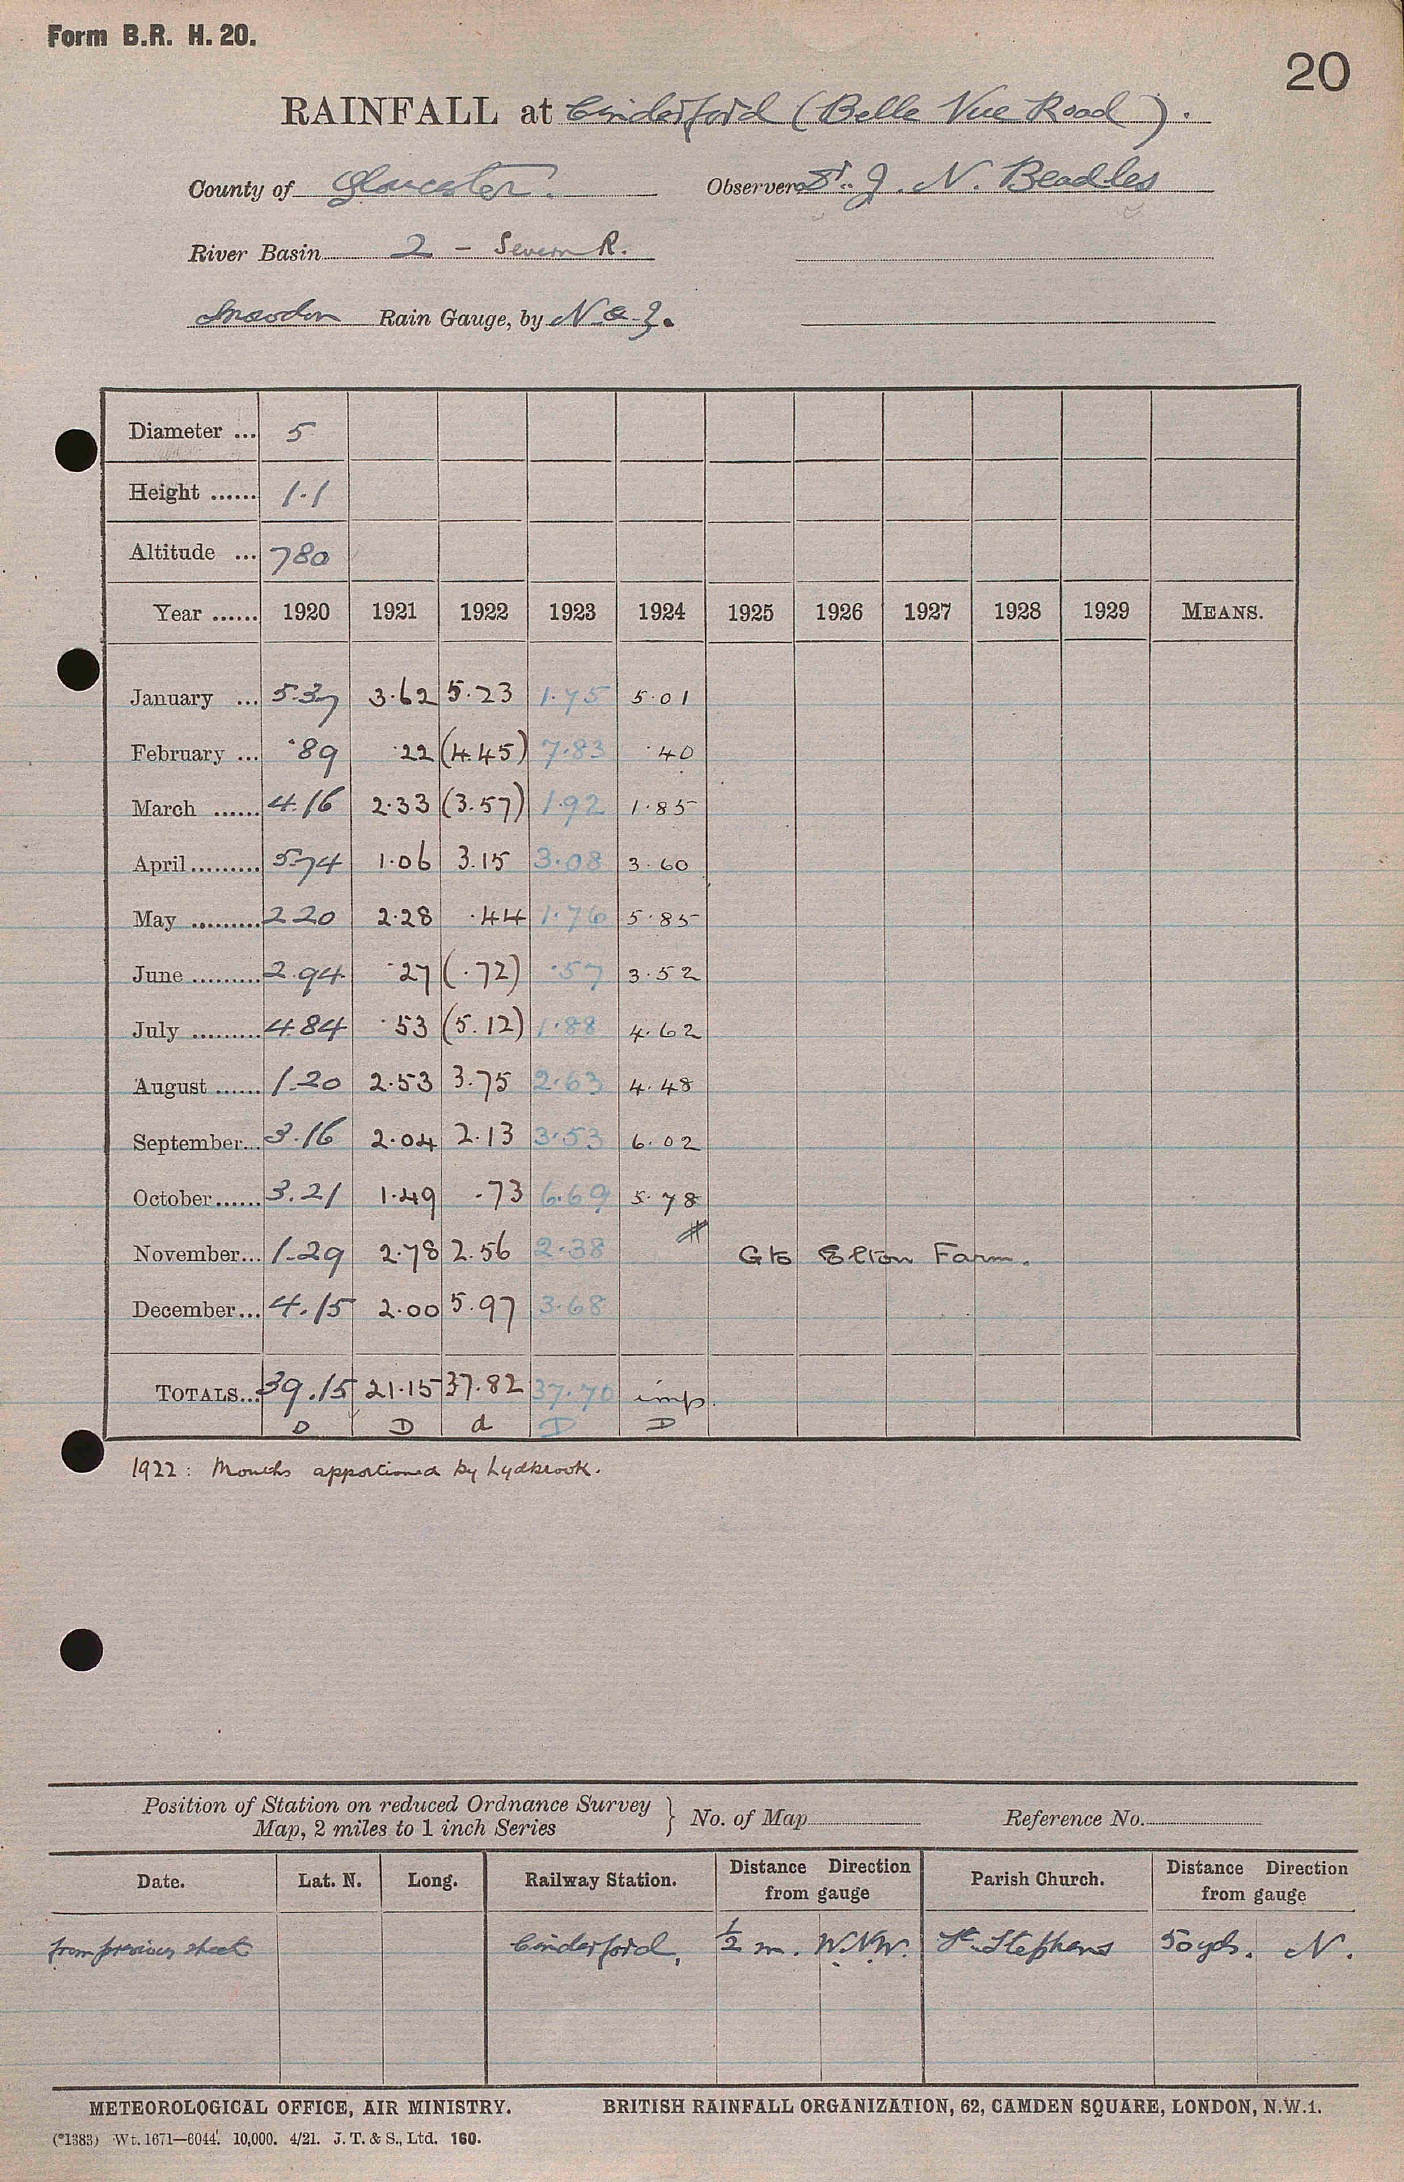 Form B.R. H. 20.
20
RAINFALL at Cinderford (Belle Vue Road).
County of Gloucester. Observer Dr. J. N. Beadles
River Basin 2 - Severn R.
Snowdon Rain Gauge, by N & Z.
Diameter ... 5
Height ...... 1.1
Altitude ... 780
Year ...... 1920 1921 1922 1923 1924 1925 1926 1927 1928 1929 MEANS.
January ... 5.37 3.62 5.23 1.75 5.01
February ... .89 .22 (4.45) 7.83 .40
March ...... 4.16 2.33 (3.57) 1.92 1.85
April ......... 5.74 1.06 3.15 3.08 3.60
May ......... 2.20 2.28 .44 1.76 5.85
June ......... 2.94 .27 (.72) .57 3.52
July ......... 4.84 .53 (5.12) 1.88 4.62
August ...... 1.20 2.53 3.75 2.63 4.48
September... 3.16 2.04 2.13 3.53 6.02
October...... 3.21 1.49 .73 6.69 5.78
November... 1.29 2.78 2.56 2.38 # G to Elton Farm.
December... 4.15 2.00 5.97 3.68
TOTALS... 39.15 21.15 37.82 37.70 imp.
D D d D D
1922: Months apportioned by Lydbrook.
Position of Station on reduced Ordnance Survey
Map, 2 miles to 1 inch Series } No. of Map Reference No.
Date. Lat. N. Long. Railway Station. Distance Direction from gauge Parish Church. Distance Direction from gauge
from previous sheet Cinderford, 1/2 m. W.N.W. St. Stephens 50 yds. N.
METEOROLOGICAL OFFICE, AIR MINISTRY. BRITISH RAINFALL ORGANIZATION, 62, CAMDEN SQUARE, LONDON, N.W.1.
(*1383) Wt. 1671—6044. 10,000. 4/21. J. T. & S., Ltd. 160.